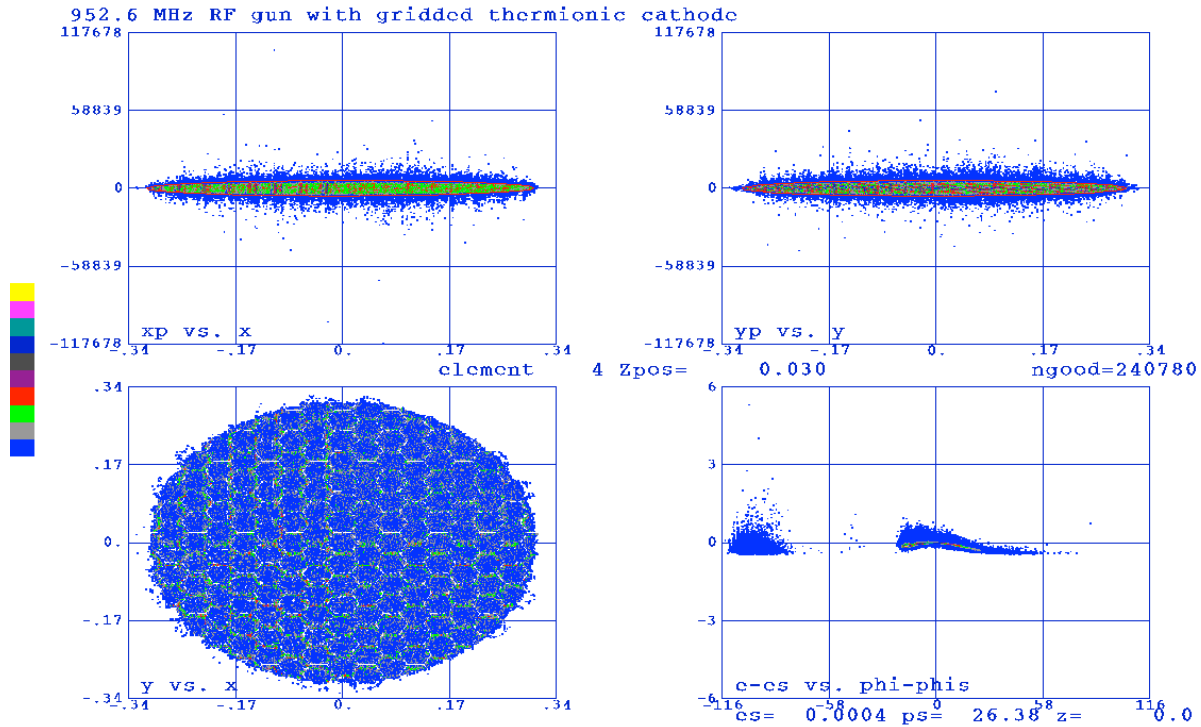 952.6 MHz RF gun with gridded thermionic cathode
117678 117678
58839 58839
0 0
-58839 -58839
xp vs. x yp vs. y
-117678 -117678
-.34 -.17 0. .17 .34 -.34 -.17 0. .17 .34
element 4 Zpos= 0.030 ngood=240780
.34 6
.17 3
0. 0
-.17 -3
y vs. x e-es vs. phi-phis
-.34 -6
-.34 -.17 0. .17 .34 -116 -58 0 58 116
es= 0.0004 ps= 26.38 z=